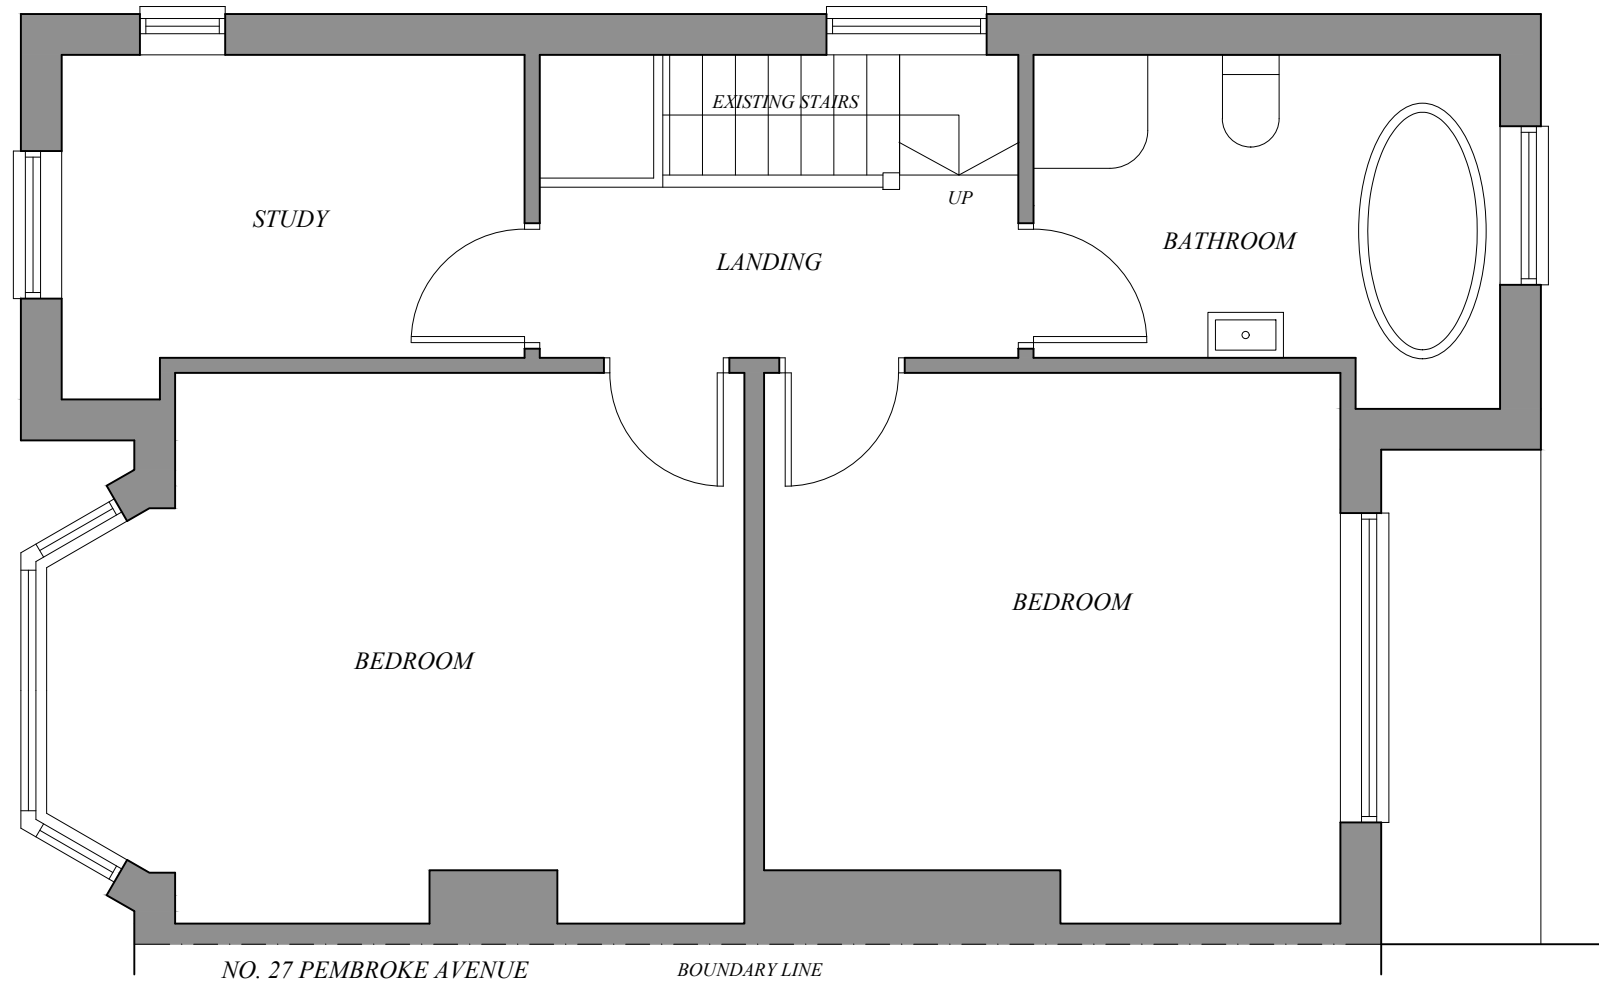 EXISTING STAIRS
UP
STUDY
BATHROOM
LANDING
BEDROOM
BEDROOM
NO. 27 PEMBROKE AVENUE
BOUNDARY LINE